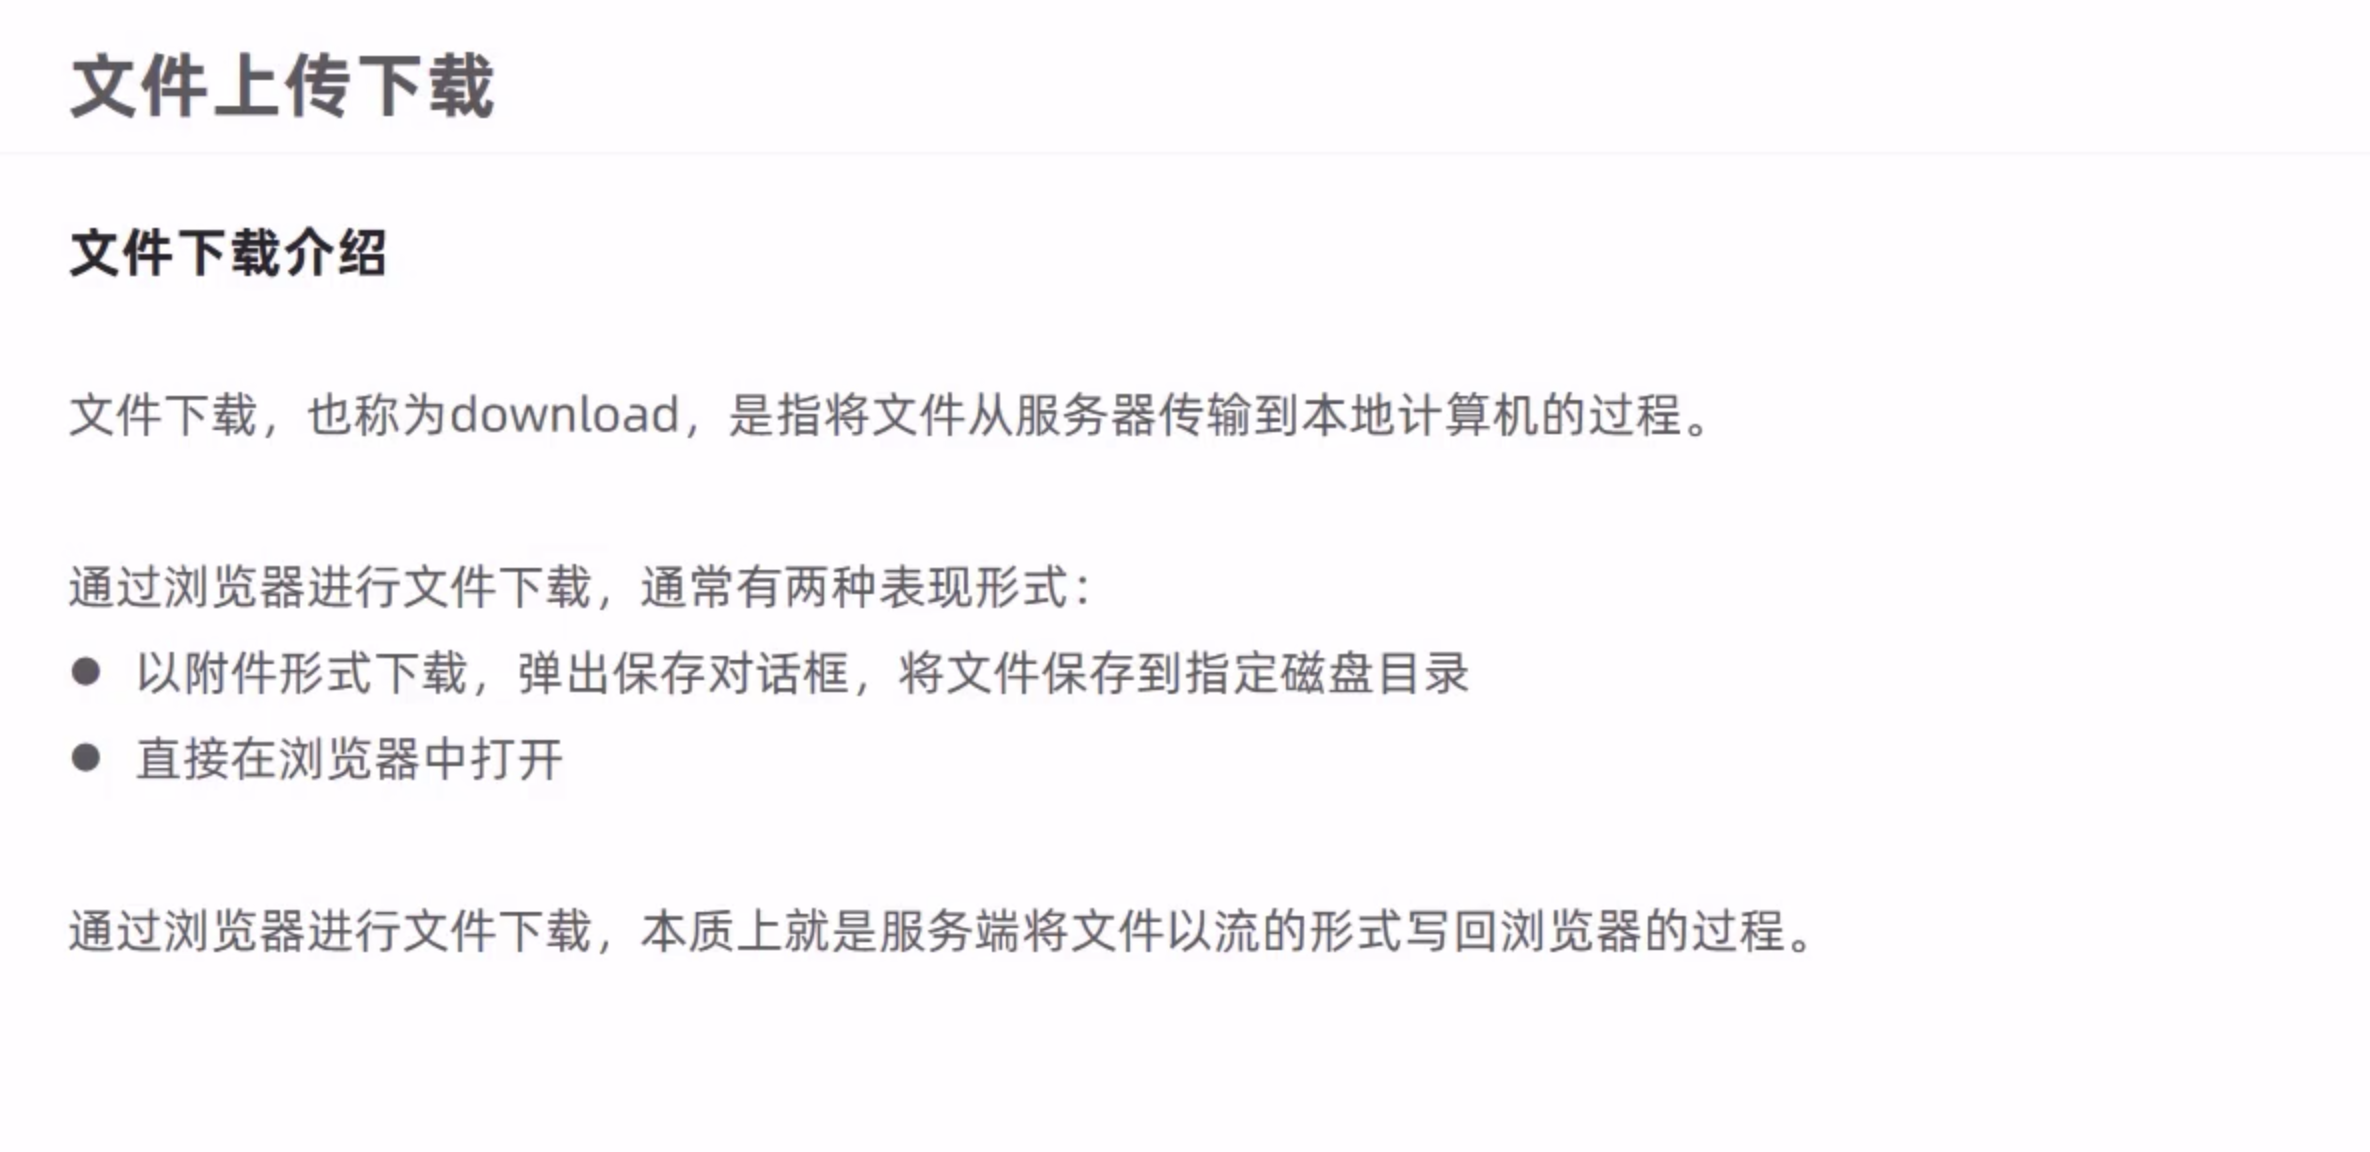 文件上传下载
文件下载介绍
文件下载，也称为download，是指将文件从服务器传输到本地计算机的过程。
通过浏览器进行文件下载，通常有两种表现形式：
● 以附件形式下载，弹出保存对话框，将文件保存到指定磁盘目录
● 直接在浏览器中打开
通过浏览器进行文件下载，本质上就是服务端将文件以流的形式写回浏览器的过程。